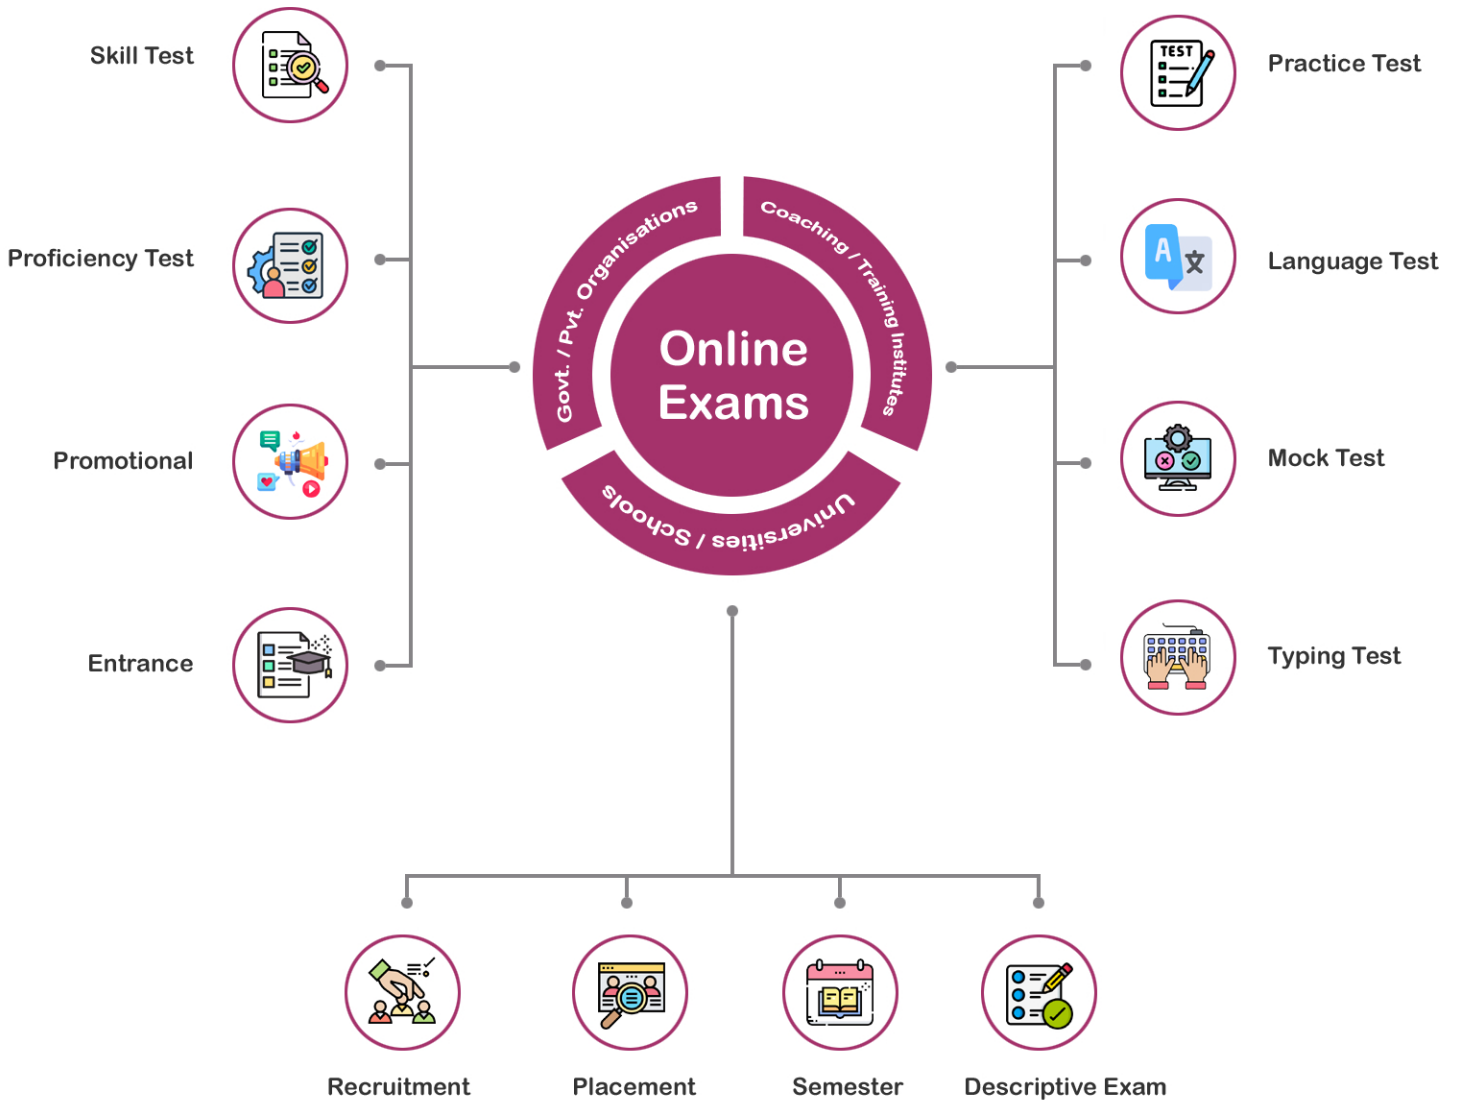 Skill Test
Proficiency Test
Promotional
Entrance
Govt. / Pvt. Organisations
Coaching / Training Institutes
Universities / Schools
Online
Exams
TEST
Practice Test
A 文
Language Test
Mock Test
Typing Test
Recruitment
Placement
Semester
Descriptive Exam